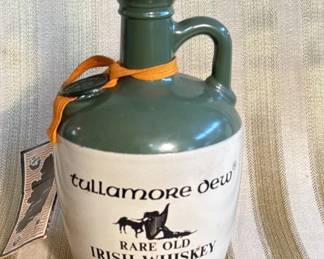 tullamore dew®
RARE OLD
IRISH WHISKEY